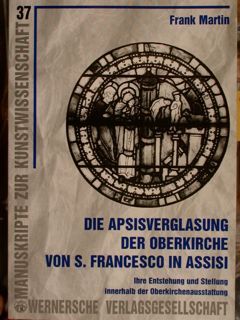 37
MANUSKRIPTE ZUR KUNSTWISSENSCHAFT
Frank Martin
DIE APSISVERGLASUNG
DER OBERKIRCHE
VON S. FRANCESCO IN ASSISI
Ihre Entstehung und Stellung
innerhalb der Oberkirchenausstattung
WERNERSCHE VERLAGSGESELLSCHAFT